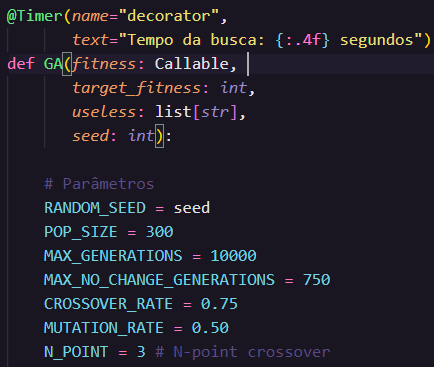 @Timer(name="decorator",
       text="Tempo da busca: {:.4f} segundos")
def GA(fitness: Callable,
       target_fitness: int,
       useless: list[str],
       seed: int):
    # Parâmetros
    RANDOM_SEED = seed
    POP_SIZE = 300
    MAX_GENERATIONS = 10000
    MAX_NO_CHANGE_GENERATIONS = 750
    CROSSOVER_RATE = 0.75
    MUTATION_RATE = 0.50
    N_POINT = 3 # N-point crossover